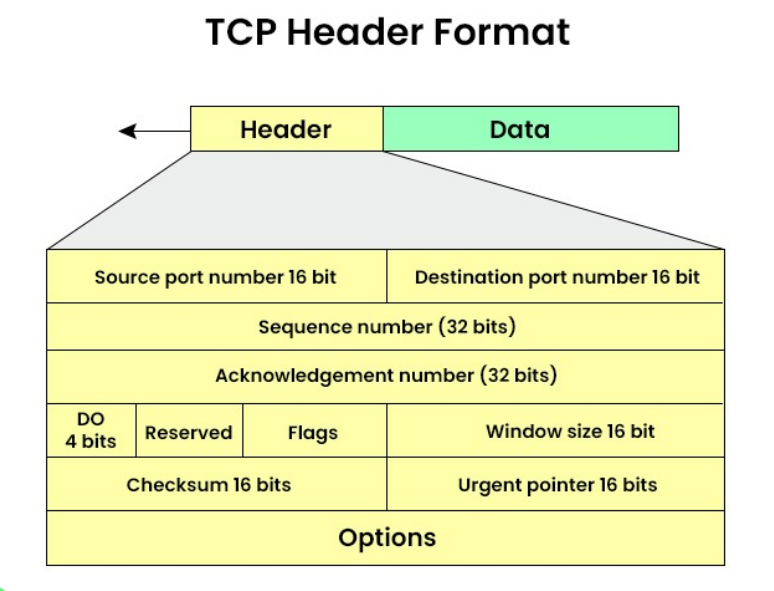 TCP Header Format
Header
Data
Source port number 16 bit
Destination port number 16 bit
Sequence number (32 bits)
Acknowledgement number (32 bits)
DO
4 bits
Reserved
Flags
Window size 16 bit
Checksum 16 bits
Urgent pointer 16 bits
Options